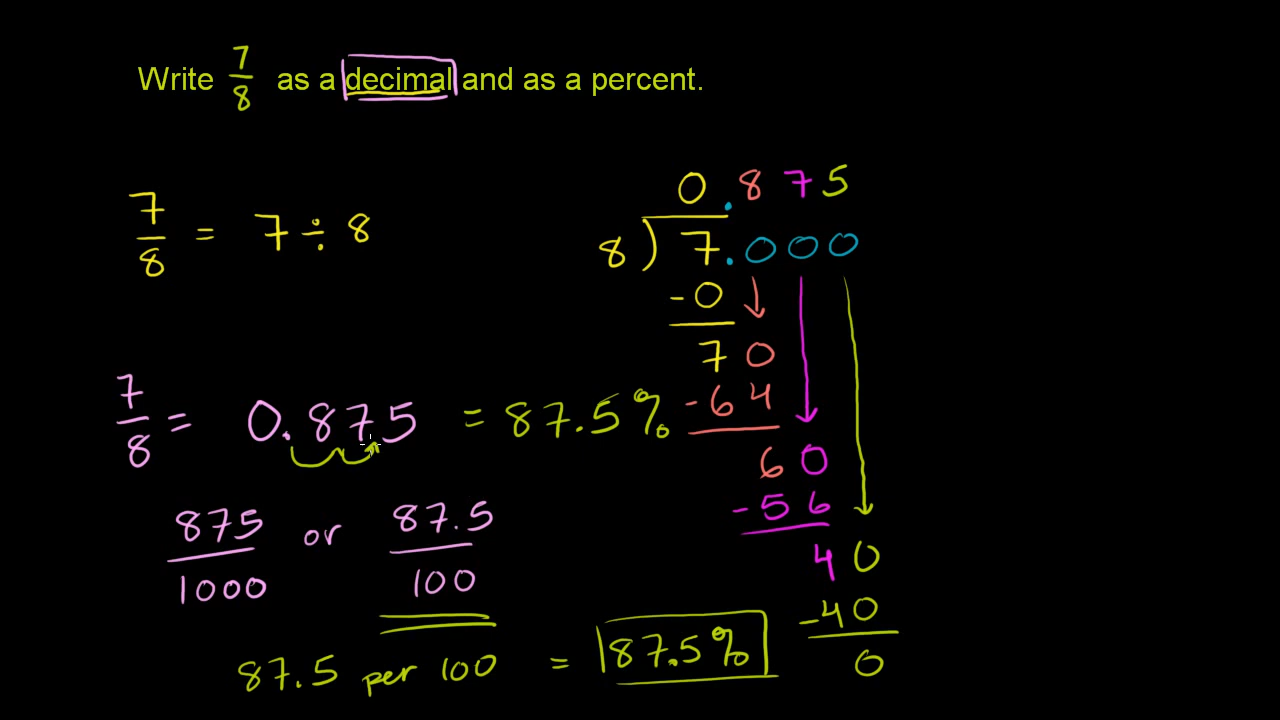 Write 7/8 as a decimal and as a percent.
7/8 = 7 ÷ 8
7/8 = 0.875 = 87.5%
875/1000 or 87.5/100
87.5 per 100 = 87.5%
0.875
8)7.000
-0
70
-64
60
-56
40
-40
0